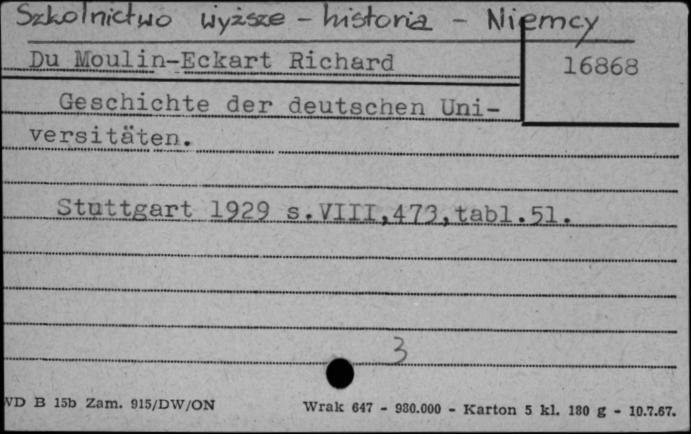 Szkolnictwo wyższe - historia - Niemcy
Du Moulin-Eckart Richard
16868
Geschichte der deutschen Uni-
versitäten.
Stuttgart 1929 s.VIII,473,tabl.51.
3
WD B 15b Zam. 915/DW/ON
Wrak 647 - 980.000 - Karton 5 kl. 180 g - 10.7.67.